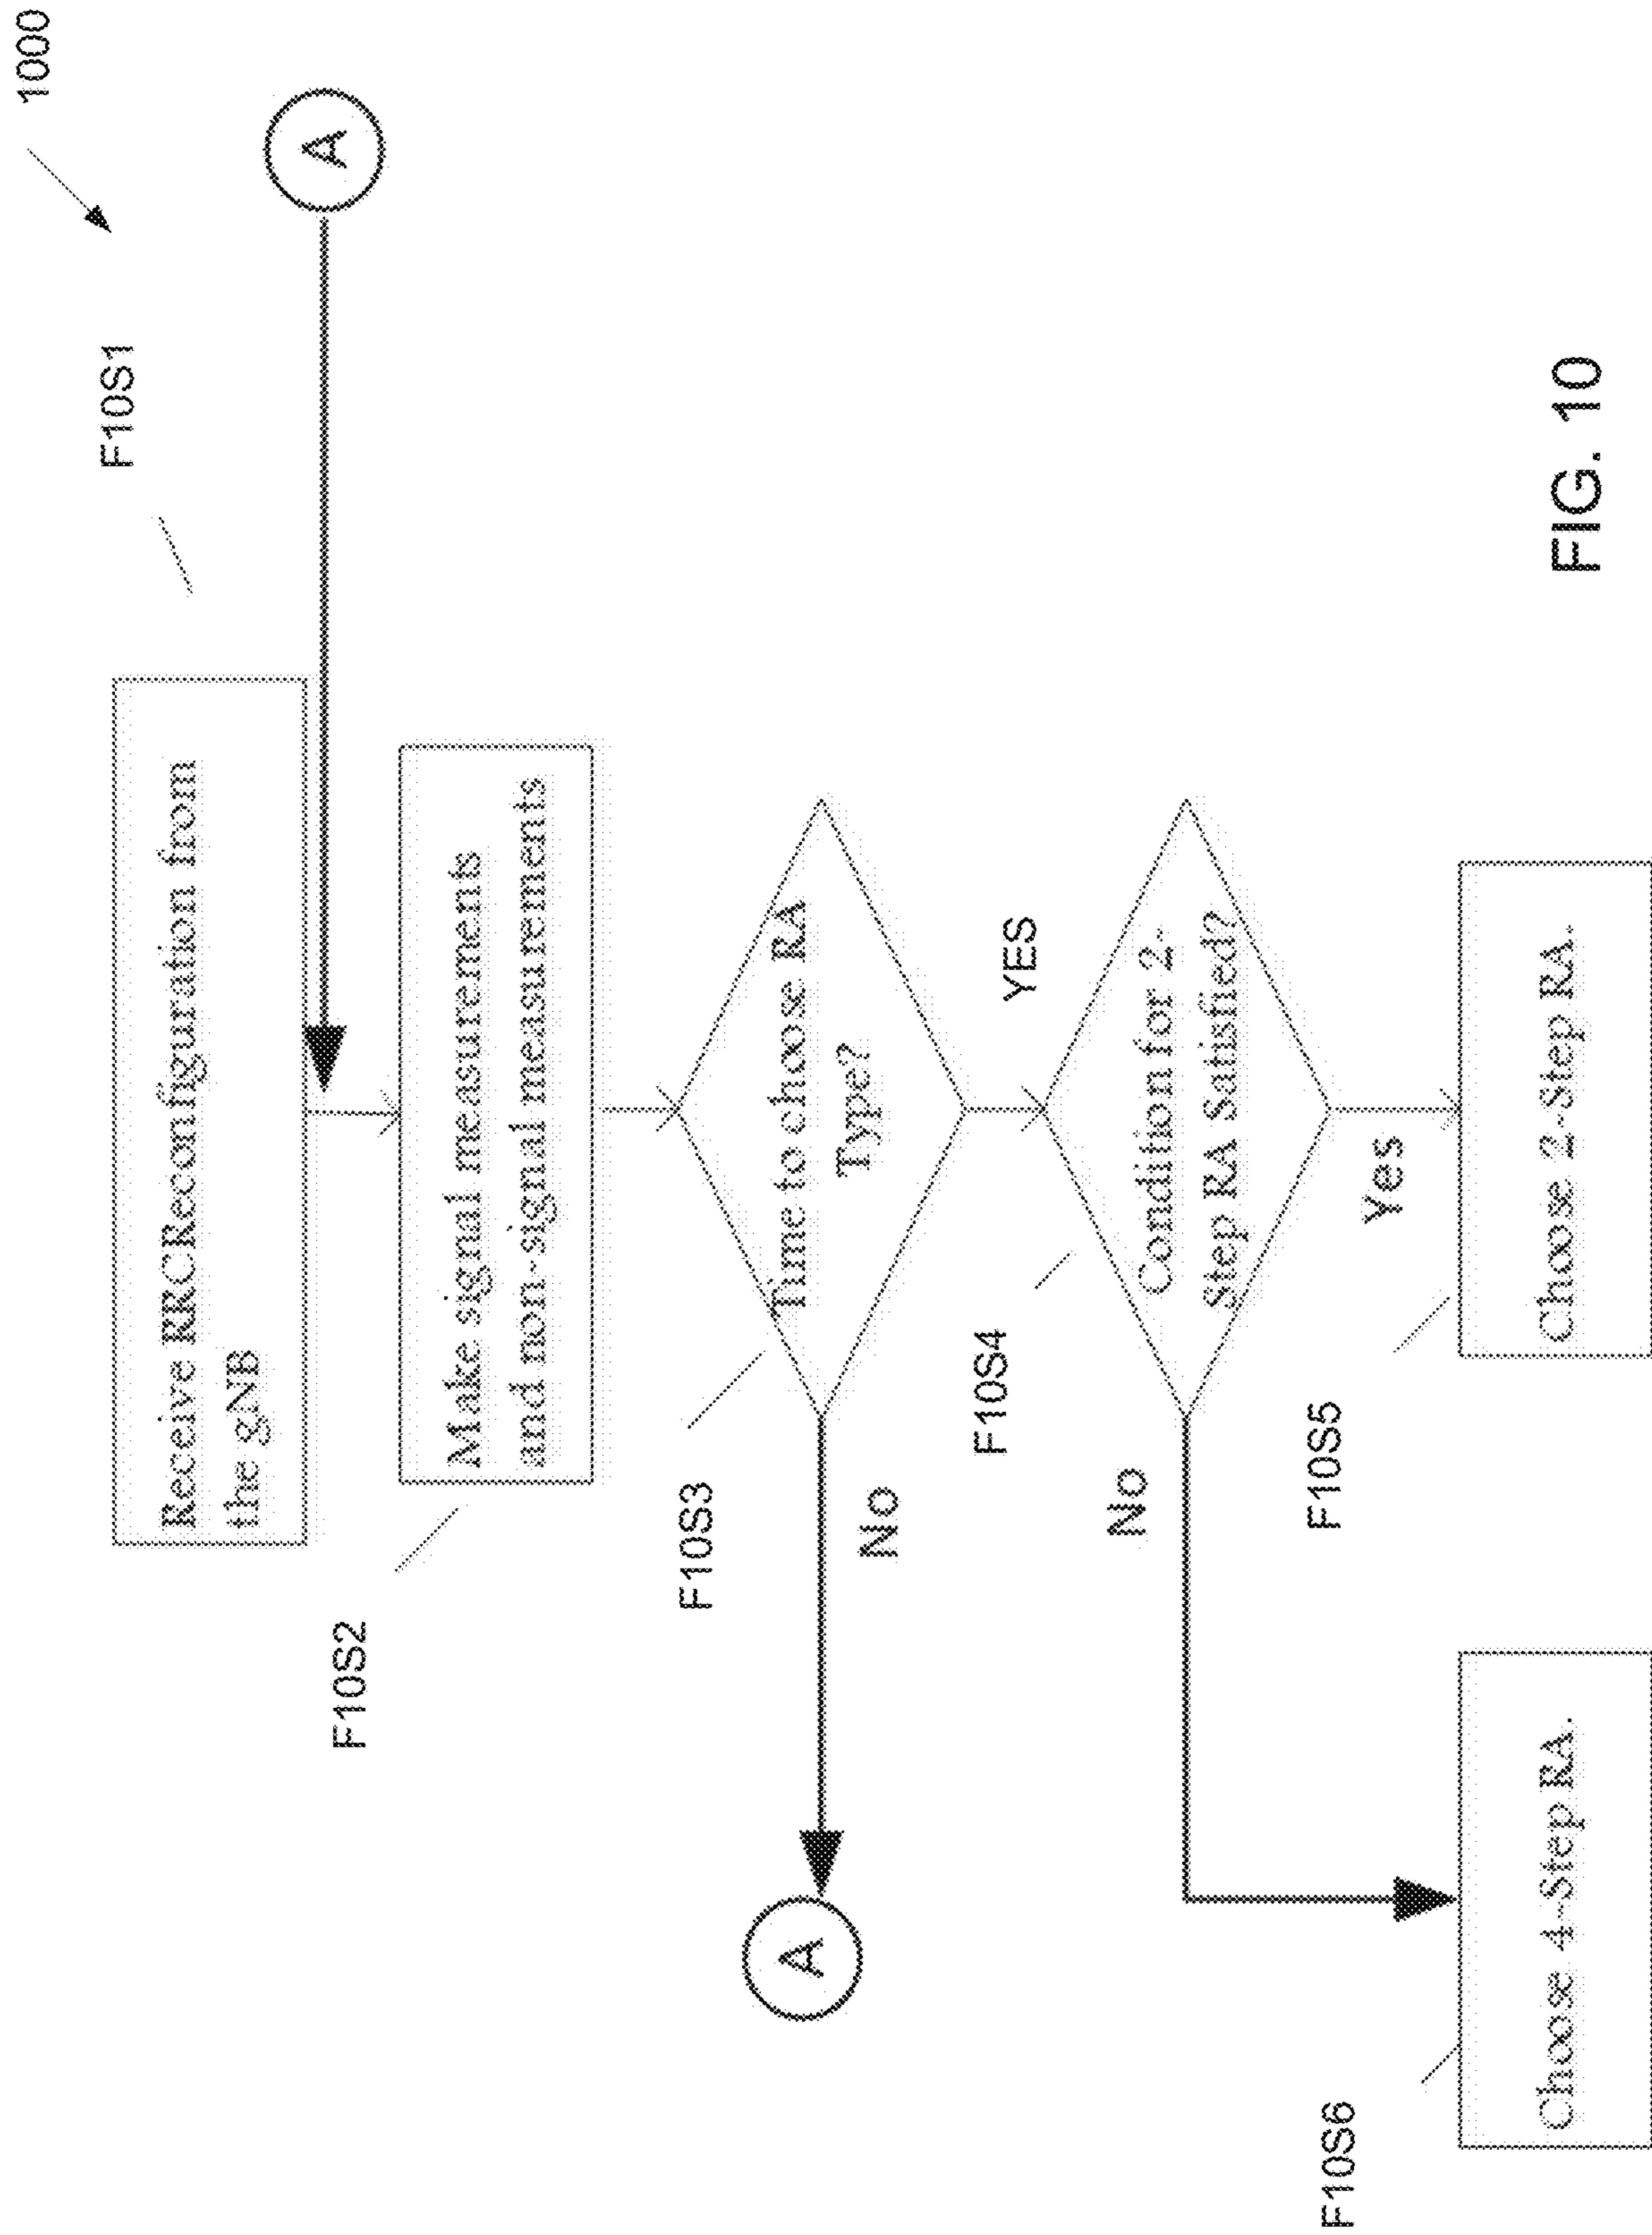 1000
F10S1
Receive RRCReconfiguration from
the gNB
A
F10S2
Make signal measurements
and non-signal measurements
F10S3
Time to choose RA
Type?
No
A
YES
F10S4
Condition for 2-
Step RA Satisfied?
No
Yes
F10S5
Choose 2-Step RA.
F10S6
Choose 4-Step RA.
FIG. 10